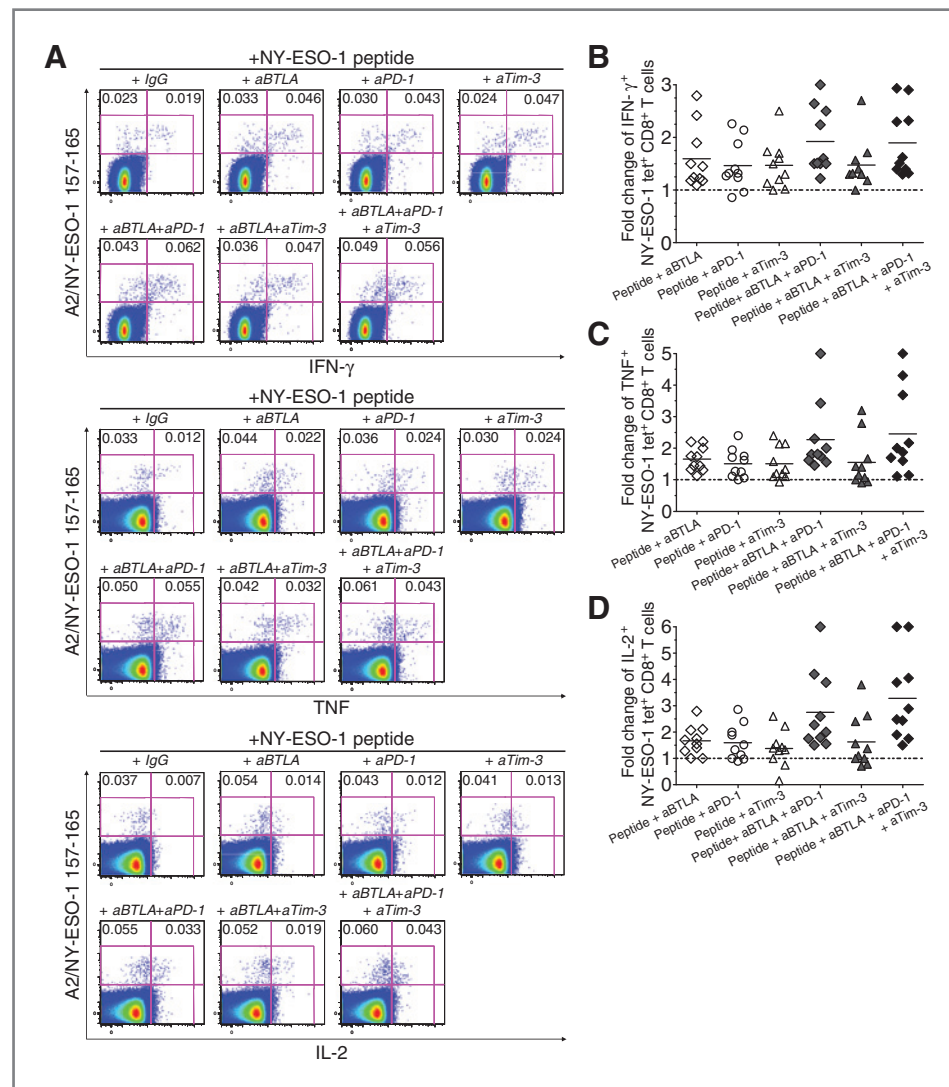 A
+NY-ESO-1 peptide
+ IgG
+ aBTLA
+ aPD-1
+ aTim-3
0.023 0.019
0.033 0.046
0.030 0.043
0.024 0.047
+ aBTLA+aPD-1
+ aBTLA+aTim-3
+ aBTLA+aPD-1
+ aTim-3
0.043 0.062
0.036 0.047
0.049 0.056
A2/NY-ESO-1 157-165
IFN-γ
+NY-ESO-1 peptide
+ IgG
+ aBTLA
+ aPD-1
+ aTim-3
0.033 0.012
0.044 0.022
0.036 0.024
0.030 0.024
+ aBTLA+aPD-1
+ aBTLA+aTim-3
+ aBTLA+aPD-1
+ aTim-3
0.050 0.055
0.042 0.032
0.061 0.043
A2/NY-ESO-1 157-165
TNF
+NY-ESO-1 peptide
+ IgG
+ aBTLA
+ aPD-1
+ aTim-3
0.037 0.007
0.054 0.014
0.043 0.012
0.041 0.013
+ aBTLA+aPD-1
+ aBTLA+aTim-3
+ aBTLA+aPD-1
+ aTim-3
0.055 0.033
0.052 0.019
0.060 0.043
A2/NY-ESO-1 157-165
IL-2
B
Fold change of IFN- γ+
NY-ESO-1 tet+ CD8+ T cells
3
2
1
0
Peptide + aBTLA
Peptide + aPD-1
Peptide + aTim-3
Peptide+ aBTLA + aPD-1
Peptide + aBTLA + aTim-3
Peptide + aBTLA + aPD-1
+ aTim-3
C
Fold change of TNF+
NY-ESO-1 tet+ CD8+ T cells
5
4
3
2
1
0
Peptide + aBTLA
Peptide + aPD-1
Peptide + aTim-3
Peptide+ aBTLA + aPD-1
Peptide + aBTLA + aTim-3
Peptide + aBTLA + aPD-1
+ aTim-3
D
Fold change of IL-2+
NY-ESO-1 tet+ CD8+ T cells
6
5
4
3
2
1
0
Peptide + aBTLA
Peptide + aPD-1
Peptide + aTim-3
Peptide+ aBTLA + aPD-1
Peptide + aBTLA + aTim-3
Peptide + aBTLA + aPD-1
+ aTim-3